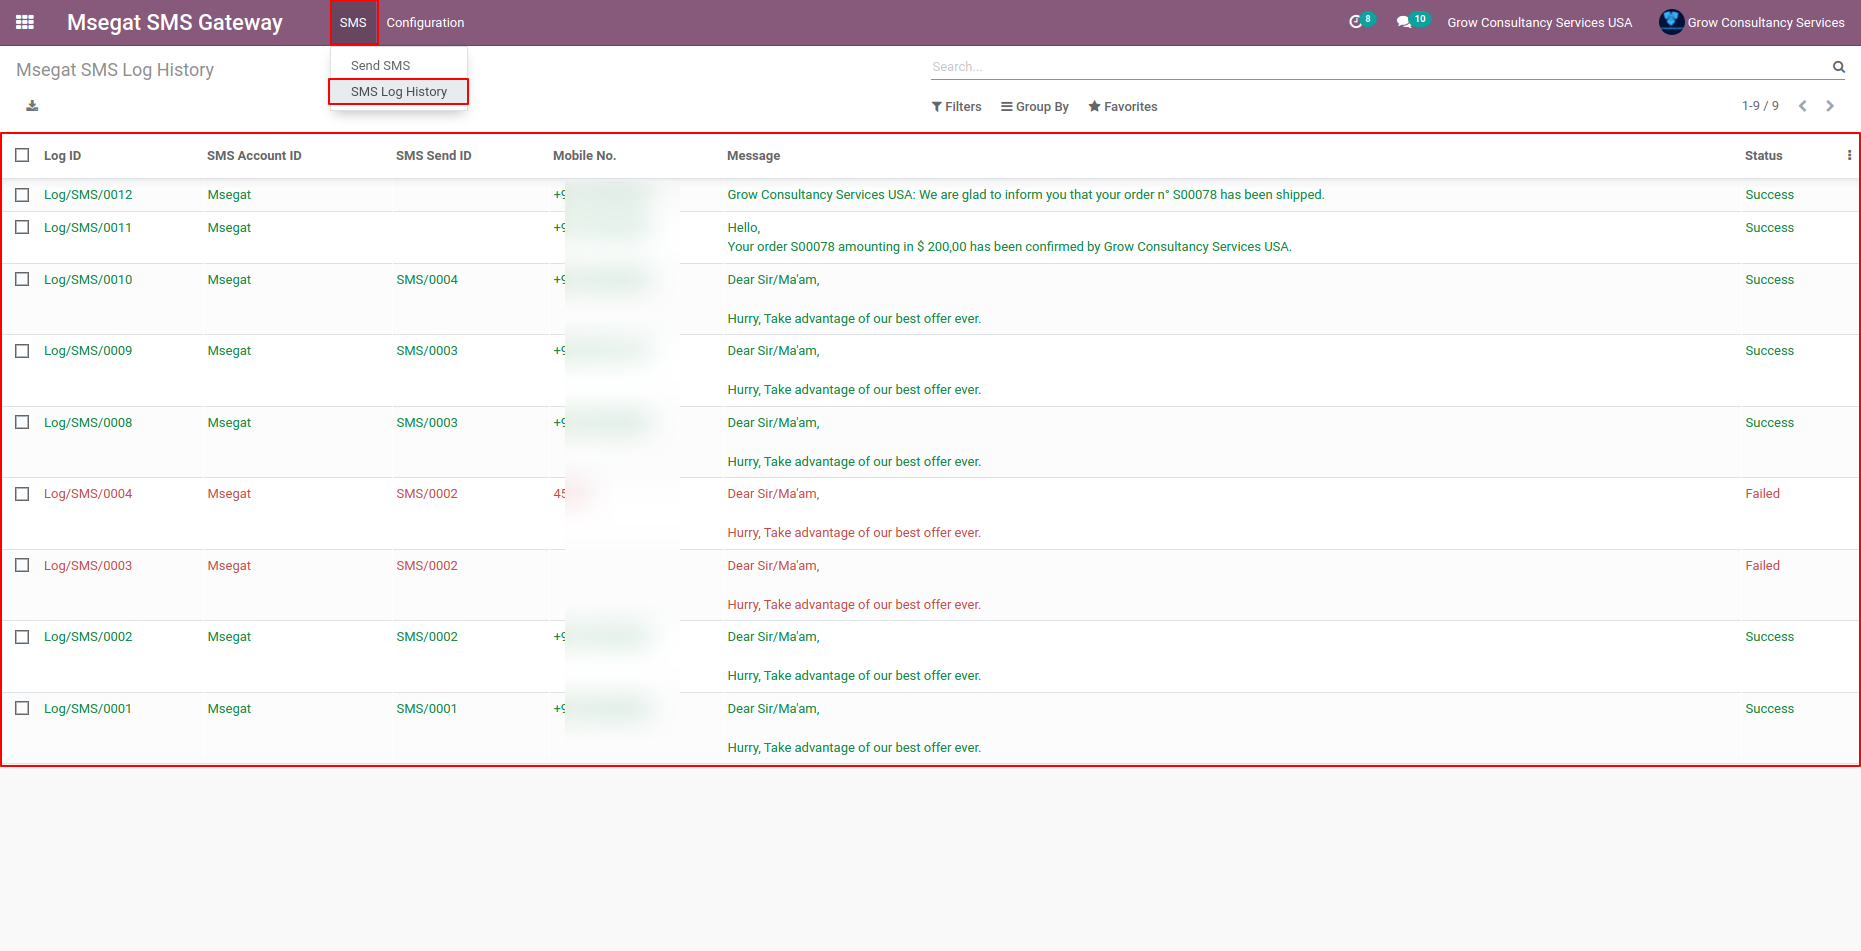 Msegat SMS Gateway SMS Configuration 8 10 Grow Consultancy Services USA Grow Consultancy Services
Msegat SMS Log History
Send SMS
SMS Log History
Search...
Filters Group By Favorites 1-9 / 9
Log ID SMS Account ID SMS Send ID Mobile No. Message Status
Log/SMS/0012 Msegat +9 Grow Consultancy Services USA: We are glad to inform you that your order n° S00078 has been shipped. Success
Log/SMS/0011 Msegat +9 Hello, Success
Your order S00078 amounting in $ 200,00 has been confirmed by Grow Consultancy Services USA.
Log/SMS/0010 Msegat SMS/0004 +9 Dear Sir/Ma'am, Success
Hurry, Take advantage of our best offer ever.
Log/SMS/0009 Msegat SMS/0003 +9 Dear Sir/Ma'am, Success
Hurry, Take advantage of our best offer ever.
Log/SMS/0008 Msegat SMS/0003 +9 Dear Sir/Ma'am, Success
Hurry, Take advantage of our best offer ever.
Log/SMS/0004 Msegat SMS/0002 45 Dear Sir/Ma'am, Failed
Hurry, Take advantage of our best offer ever.
Log/SMS/0003 Msegat SMS/0002 Dear Sir/Ma'am, Failed
Hurry, Take advantage of our best offer ever.
Log/SMS/0002 Msegat SMS/0002 +9 Dear Sir/Ma'am, Success
Hurry, Take advantage of our best offer ever.
Log/SMS/0001 Msegat SMS/0001 +9 Dear Sir/Ma'am, Success
Hurry, Take advantage of our best offer ever.